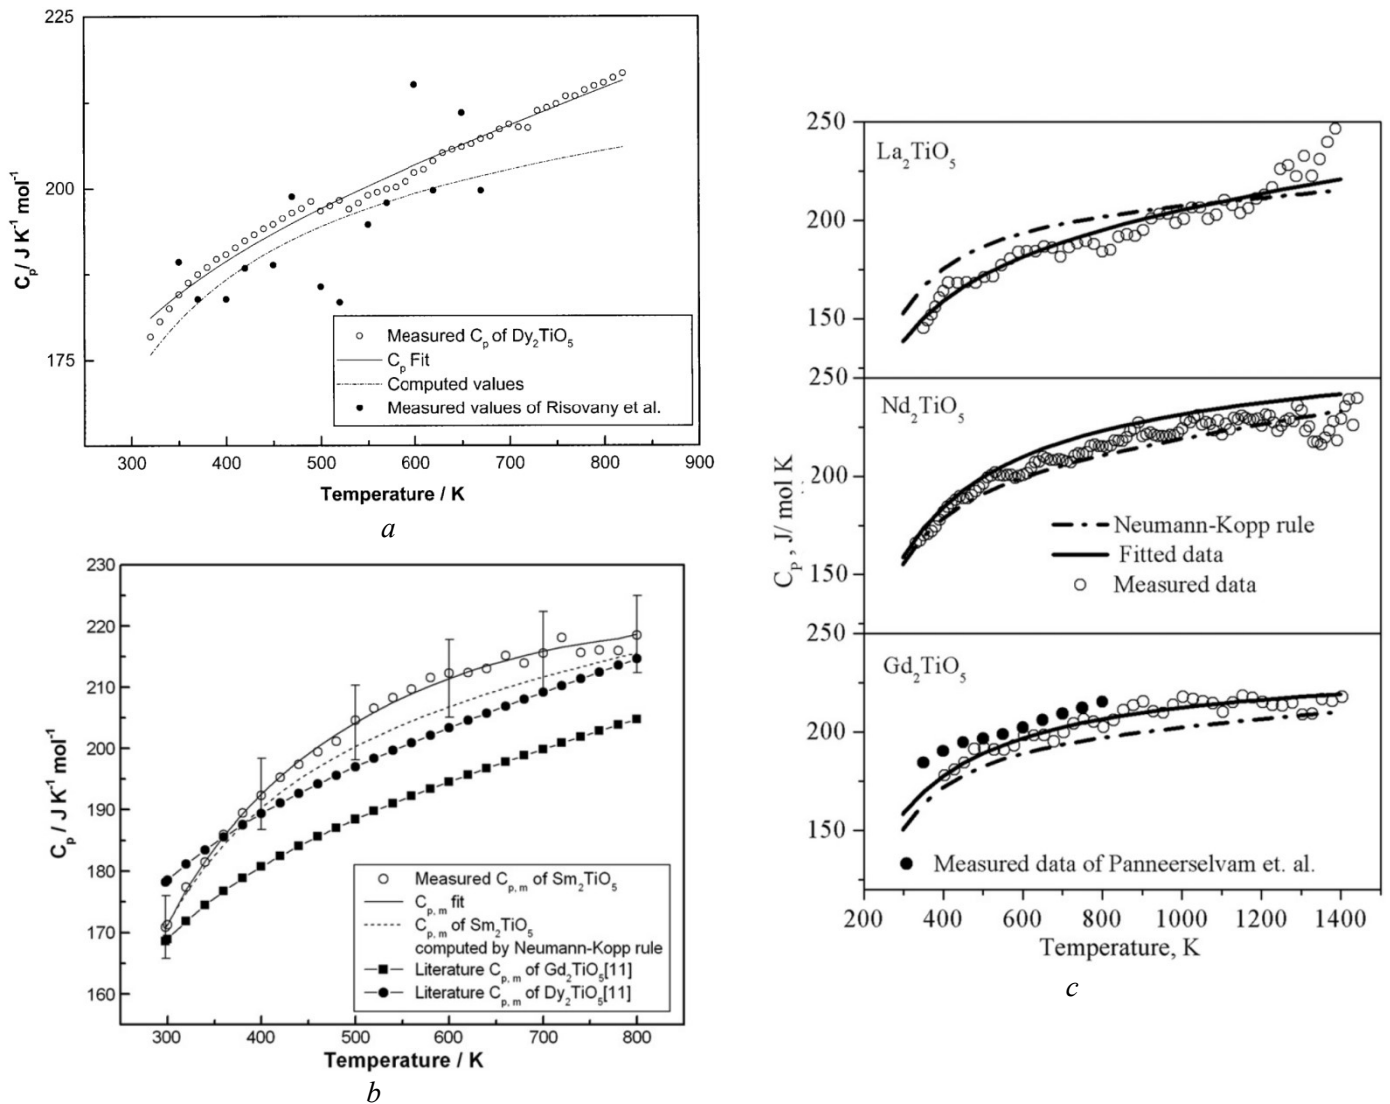 225
200
175
C_p/ J K^-1 mol^-1
Measured C_p of Dy_2TiO_5
C_p Fit
Computed values
Measured values of Risovany et al.
300 400 500 600 700 800 900
Temperature / K
a
230
220
210
200
190
180
170
160
C_p / J K^-1 mol^-1
Measured C_p, m of Sm_2TiO_5
C_p, m fit
C_p, m of Sm_2TiO_5
computed by Neumann-Kopp rule
Literature C_p, m of Gd_2TiO_5[11]
Literature C_p, m of Dy_2TiO_5[11]
300 400 500 600 700 800
Temperature / K
b
250
La_2TiO_5
200
150
250
Nd_2TiO_5
200
Neumann-Kopp rule
Fitted data
Measured data
150
C_p, J/ mol K
250
Gd_2TiO_5
200
150
Measured data of Panneerselvam et. al.
200 400 600 800 1000 1200 1400
Temperature, K
c